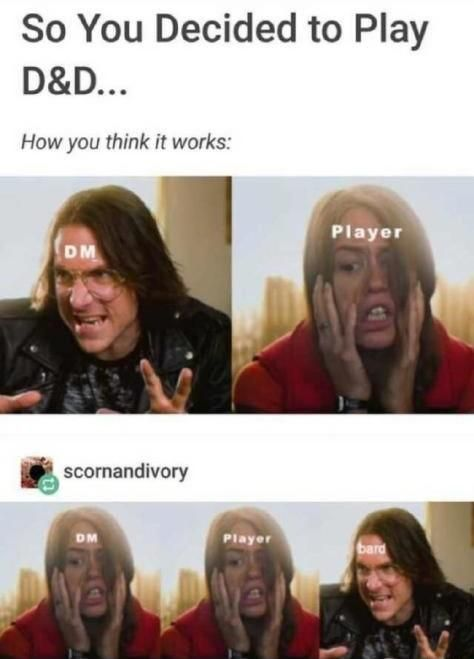 So You Decided to Play
D&D...
How you think it works:
DM
Player
scornandivory
DM
Player
bard